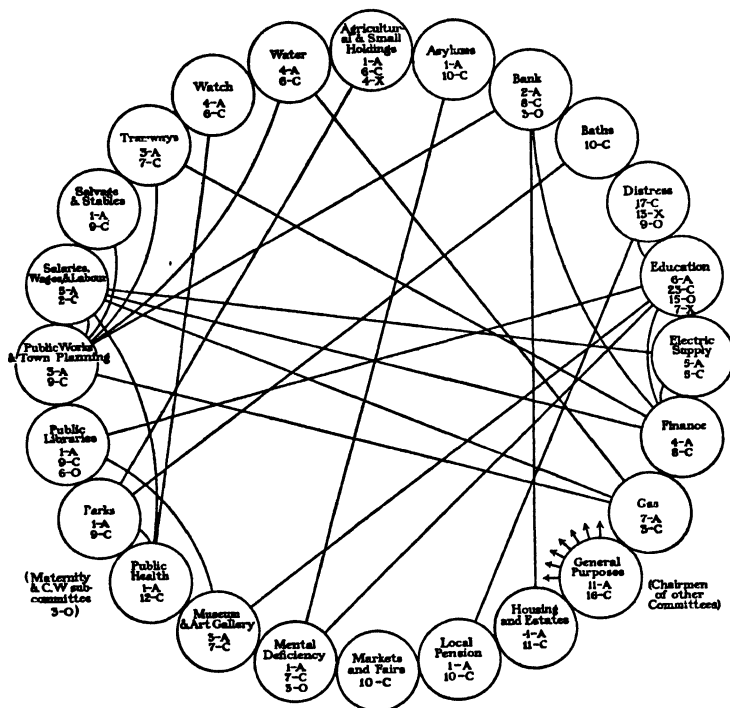 Agricultur-
al & Small
Holdings
1-A
6-C
4-X
Asylums
1-A
10-C
Bank
2-A
8-C
3-O
Baths
10-C
Distress
17-C
13-X
9-O
Education
6-A
23-C
15-O
7-X
Electric
Supply
5-A
5-C
Finance
4-A
8-C
Gas
7-A
3-C
General
Purposes
11-A
16-C
(Chairmen
of other
Committees)
Housing
and Estates
1-A
11-C
Local
Pension
1-A
10-C
Markets
and Fairs
10-C
Mental
Deficiency
1-A
7-C
3-O
Museum
& Art Gallery
3-A
7-C
Public
Health
1-A
12-C
(Maternity
& C.W sub-
committee
3-O)
Parks
1-A
9-C
Public
Libraries
1-A
9-C
6-O
Public Works
& Town Planning
3-A
9-C
Salaries,
Wages & Labour
5-A
2-C
Salvage
& Stables
1-A
9-C
Tramways
3-A
7-C
Watch
4-A
6-C
Water
4-A
6-C